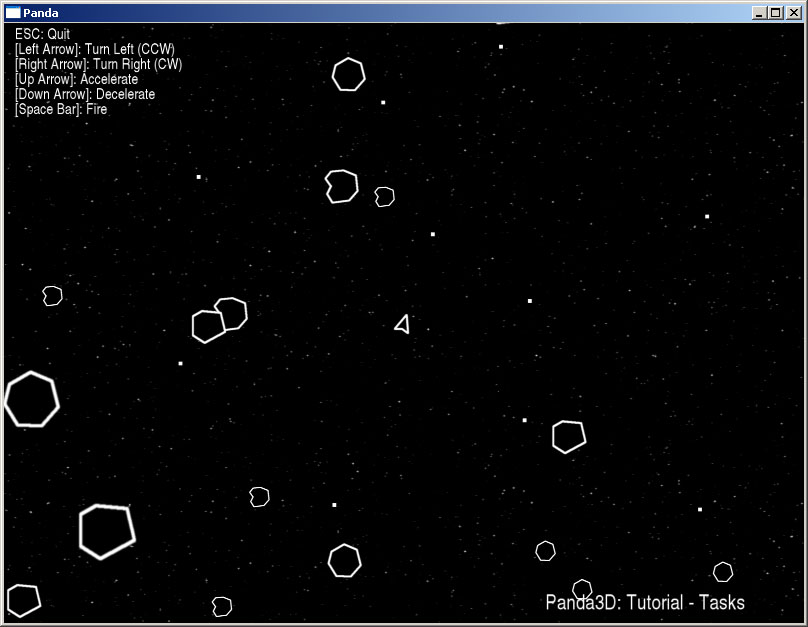 Panda
ESC: Quit
[Left Arrow]: Turn Left (CCW)
[Right Arrow]: Turn Right (CW)
[Up Arrow]: Accelerate
[Down Arrow]: Decelerate
[Space Bar]: Fire
Panda3D: Tutorial - Tasks